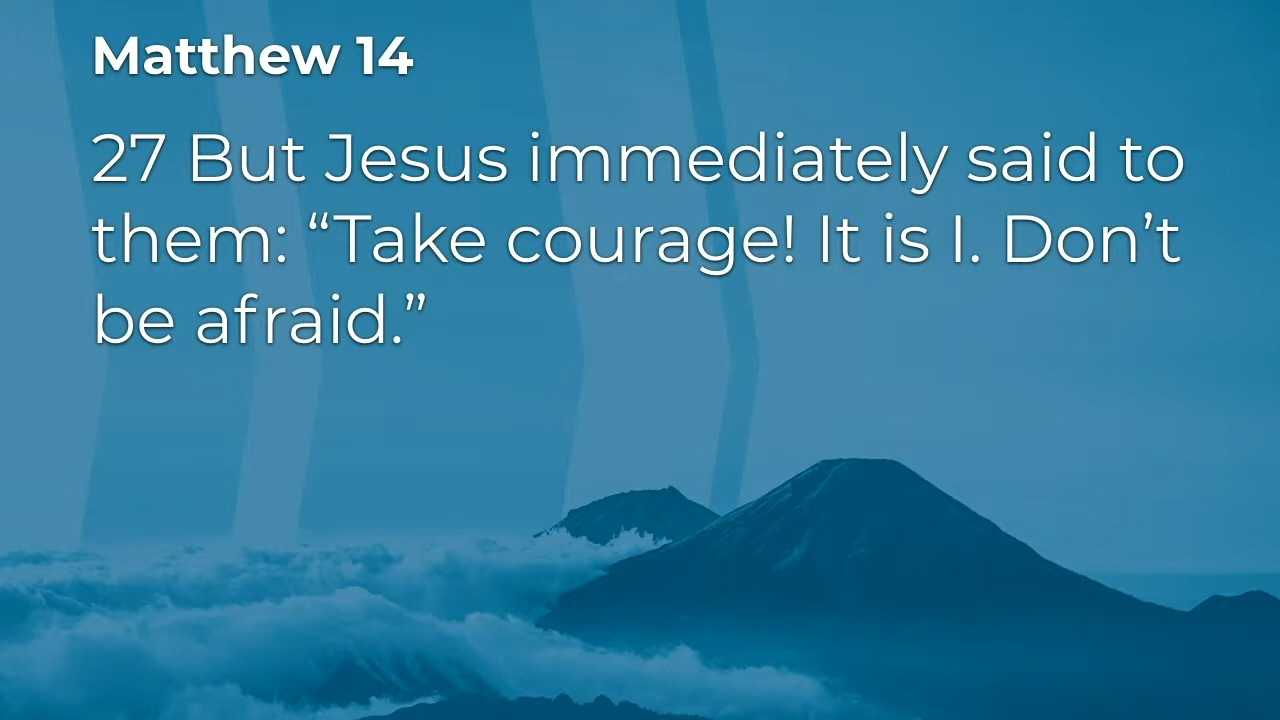 Matthew 14
27 But Jesus immediately said to
them: “Take courage! It is I. Don’t
be afraid.”